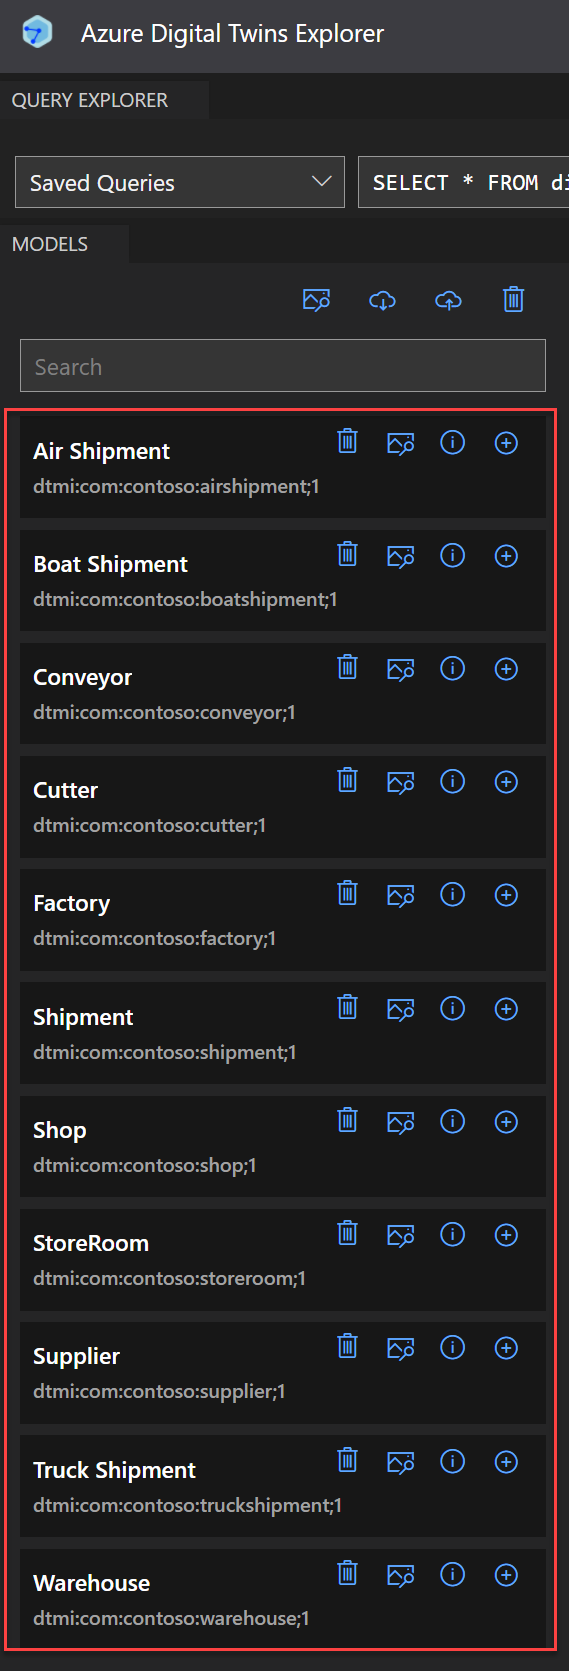 Azure Digital Twins Explorer
QUERY EXPLORER
Saved Queries
SELECT * FROM di
MODELS
Search
Air Shipment
dtmi:com:contoso:airshipment;1
Boat Shipment
dtmi:com:contoso:boatshipment;1
Conveyor
dtmi:com:contoso:conveyor;1
Cutter
dtmi:com:contoso:cutter;1
Factory
dtmi:com:contoso:factory;1
Shipment
dtmi:com:contoso:shipment;1
Shop
dtmi:com:contoso:shop;1
StoreRoom
dtmi:com:contoso:storeroom;1
Supplier
dtmi:com:contoso:supplier;1
Truck Shipment
dtmi:com:contoso:truckshipment;1
Warehouse
dtmi:com:contoso:warehouse;1